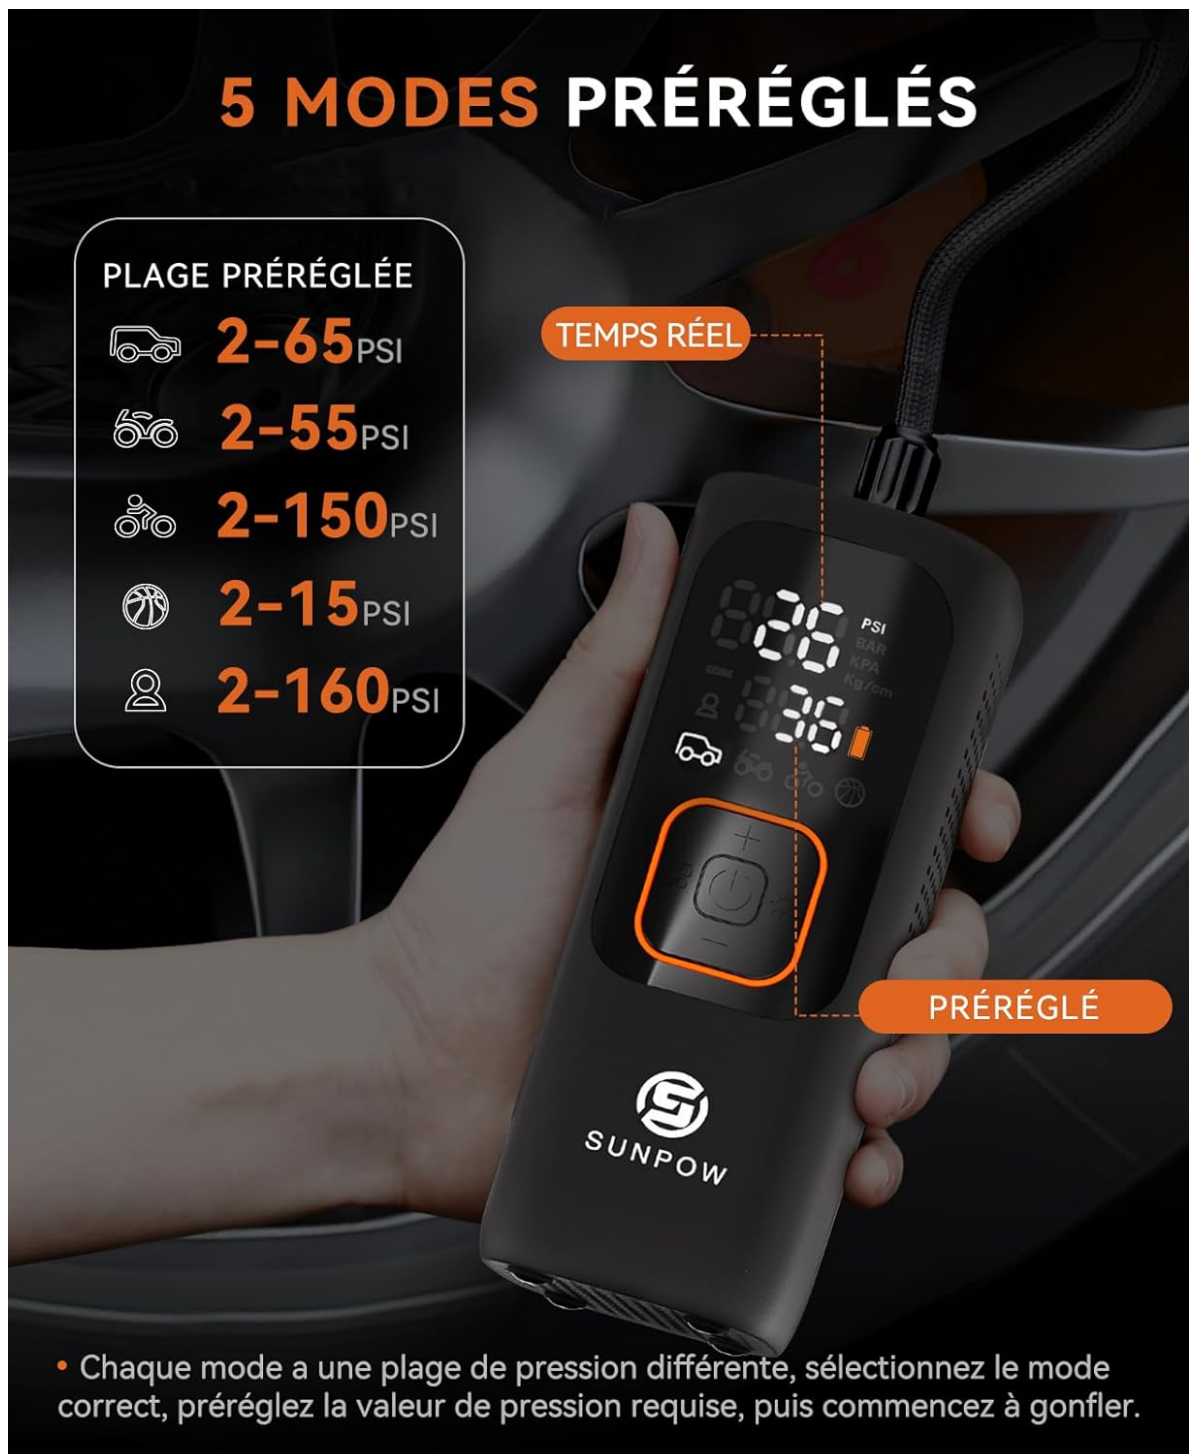 5 MODES PRÉRÉGLÉS
PLAGE PRÉRÉGLÉE
2-65PSI
2-55PSI
2-150PSI
2-15PSI
2-160PSI
TEMPS RÉEL
26 PSI
BAR
KPA
Kg/cm
36
PRÉRÉGLÉ
SUNPOW
• Chaque mode a une plage de pression différente, sélectionnez le mode
correct, préréglez la valeur de pression requise, puis commencez à gonfler.